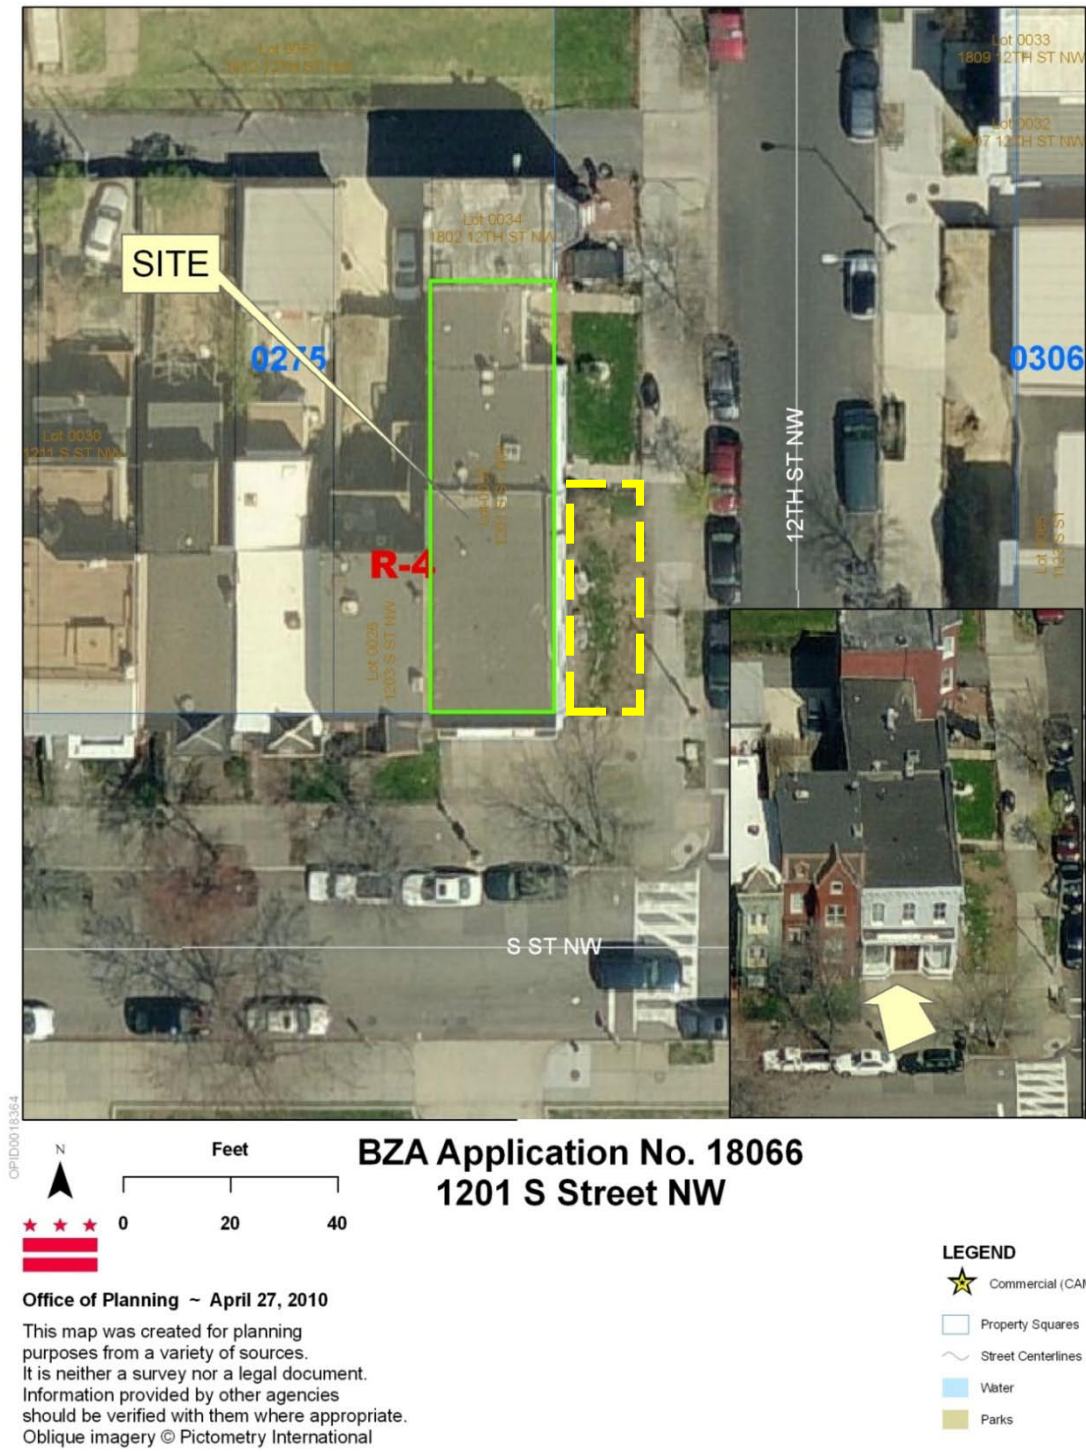 Lot 0033
1809 12TH ST NW
Lot 0032
12TH ST NW
Lot 0034
1802 12TH ST NW
SITE
0275
0306
Lot 0030
1211 S ST NW
12TH ST NW
R-4
Lot 0028
1203 S ST NW
S ST NW
OPID0018364
N
Feet
0 20 40
BZA Application No. 18066
1201 S Street NW
Office of Planning ~ April 27, 2010
This map was created for planning
purposes from a variety of sources.
It is neither a survey nor a legal document.
Information provided by other agencies
should be verified with them where appropriate.
Oblique imagery © Pictometry International
LEGEND
Commercial (CAM
Property Squares
Street Centerlines
Water
Parks